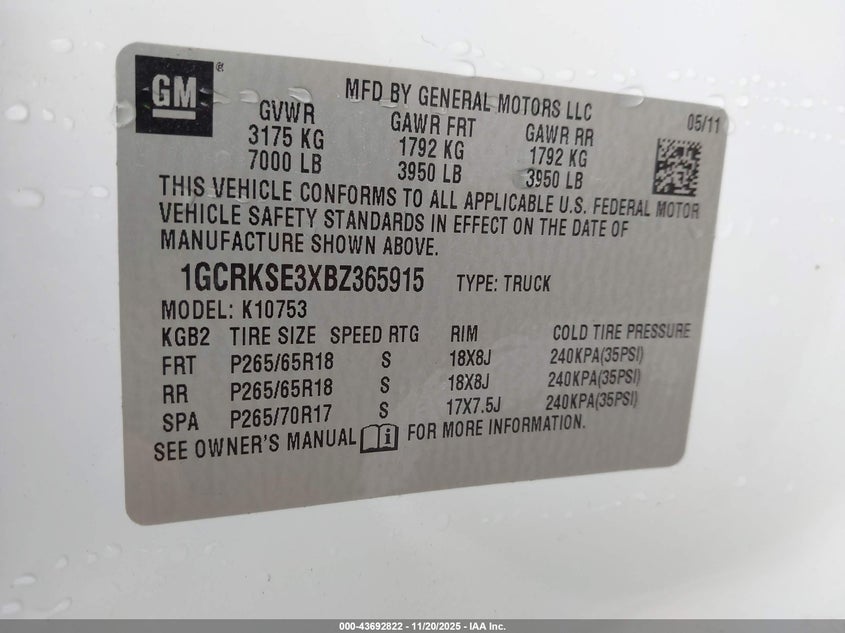 GM
MFD BY GENERAL MOTORS LLC
05/11
GVWR GAWR FRT GAWR RR
3175 KG 1792 KG 1792 KG
7000 LB 3950 LB 3950 LB
THIS VEHICLE CONFORMS TO ALL APPLICABLE U.S. FEDERAL MOTOR
VEHICLE SAFETY STANDARDS IN EFFECT ON THE DATE OF
MANUFACTURE SHOWN ABOVE.
1GCRKSE3XBZ365915 TYPE: TRUCK
MODEL: K10753
KGB2 TIRE SIZE SPEED RTG RIM COLD TIRE PRESSURE
FRT P265/65R18 S 18X8J 240KPA(35PSI)
RR P265/65R18 S 18X8J 240KPA(35PSI)
SPA P265/70R17 S 17X7.5J 240KPA(35PSI)
SEE OWNER'S MANUAL i FOR MORE INFORMATION.
000-43692822 - 11/20/2025 - IAA Inc.